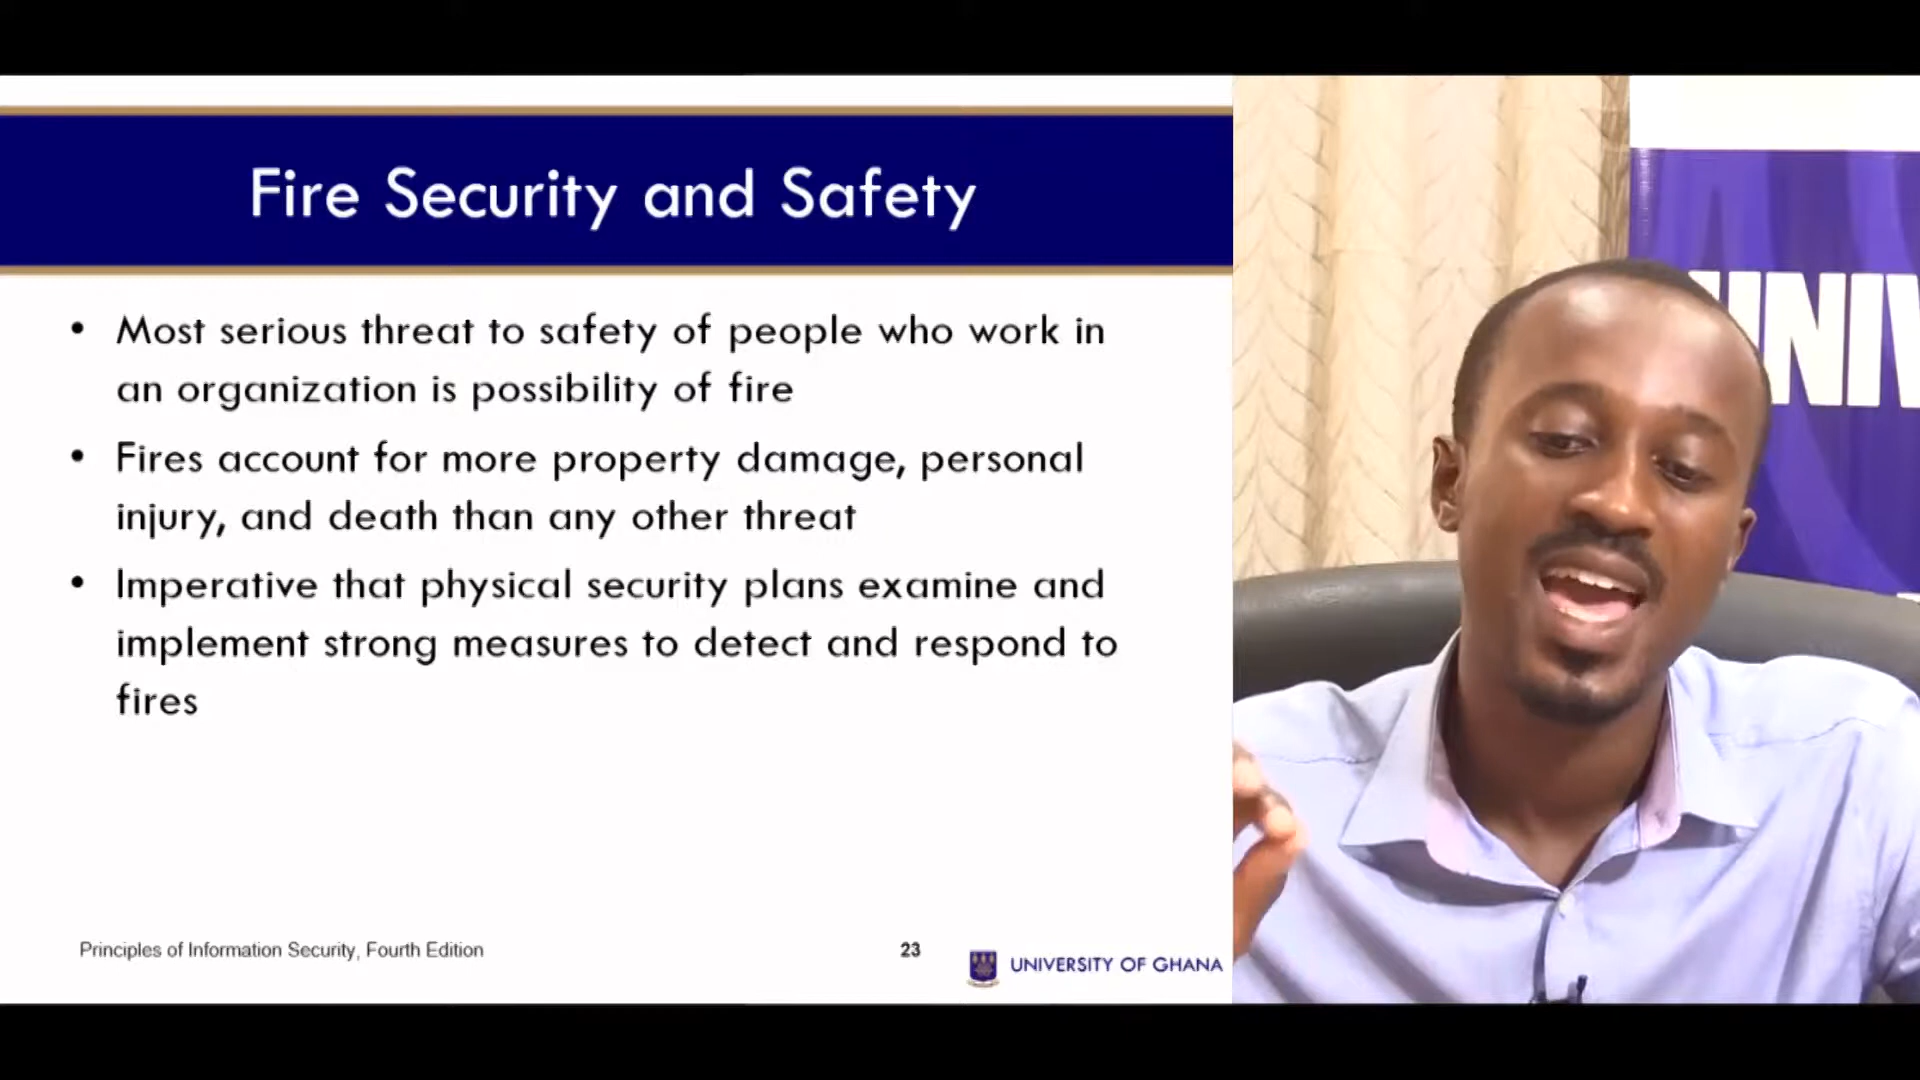 Fire Security and Safety
• Most serious threat to safety of people who work in
an organization is possibility of fire
• Fires account for more property damage, personal
injury, and death than any other threat
• Imperative that physical security plans examine and
implement strong measures to detect and respond to
fires
Principles of Information Security, Fourth Edition
23
UNIVERSITY OF GHANA
UNIV